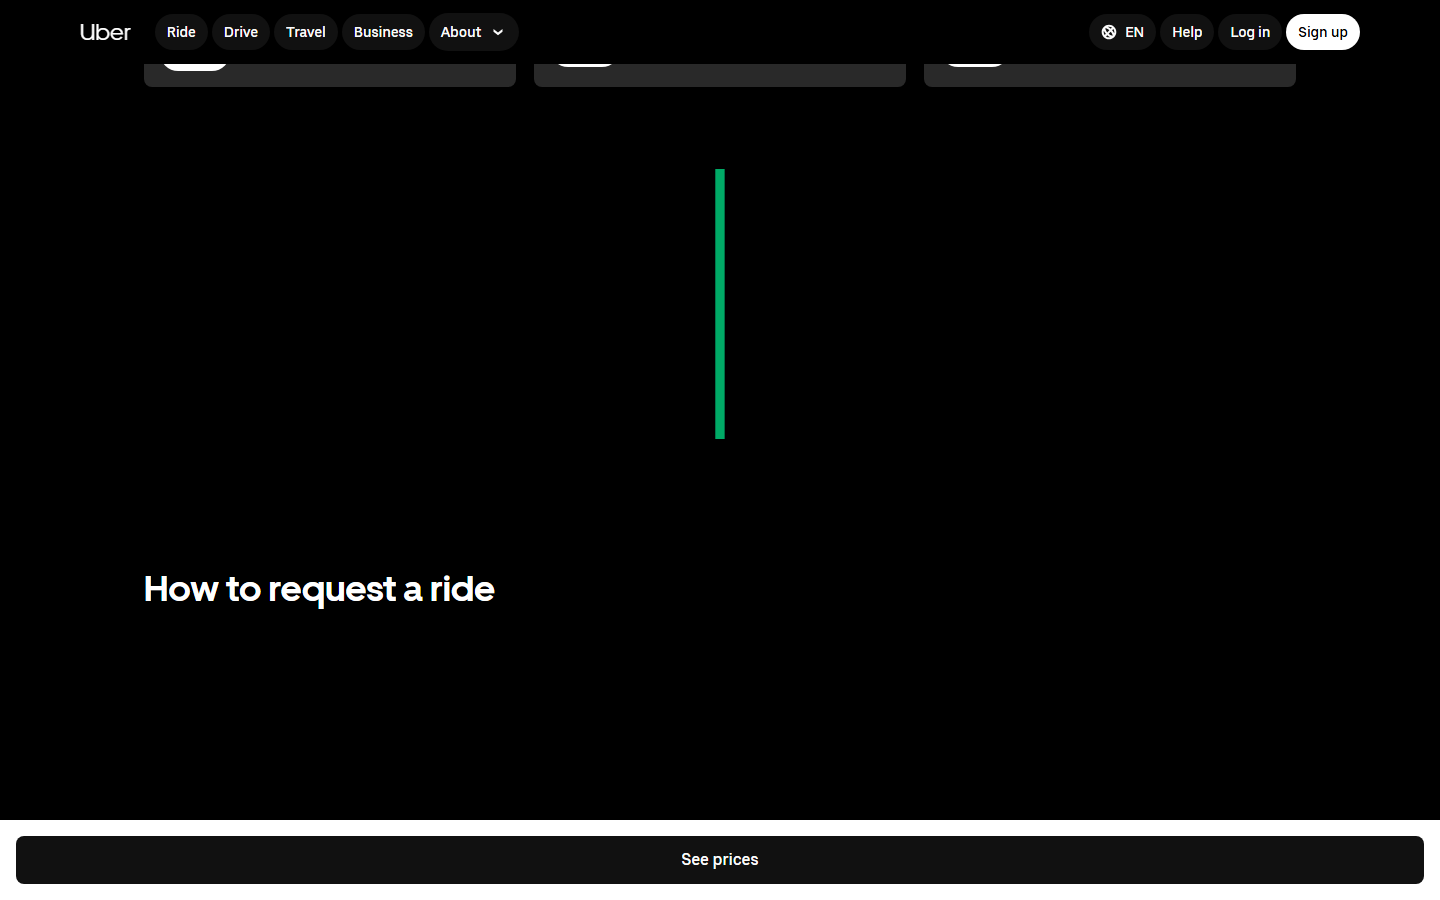 Uber
Ride
Drive
Travel
Business
About
EN
Help
Log in
Sign up
How to request a ride
See prices